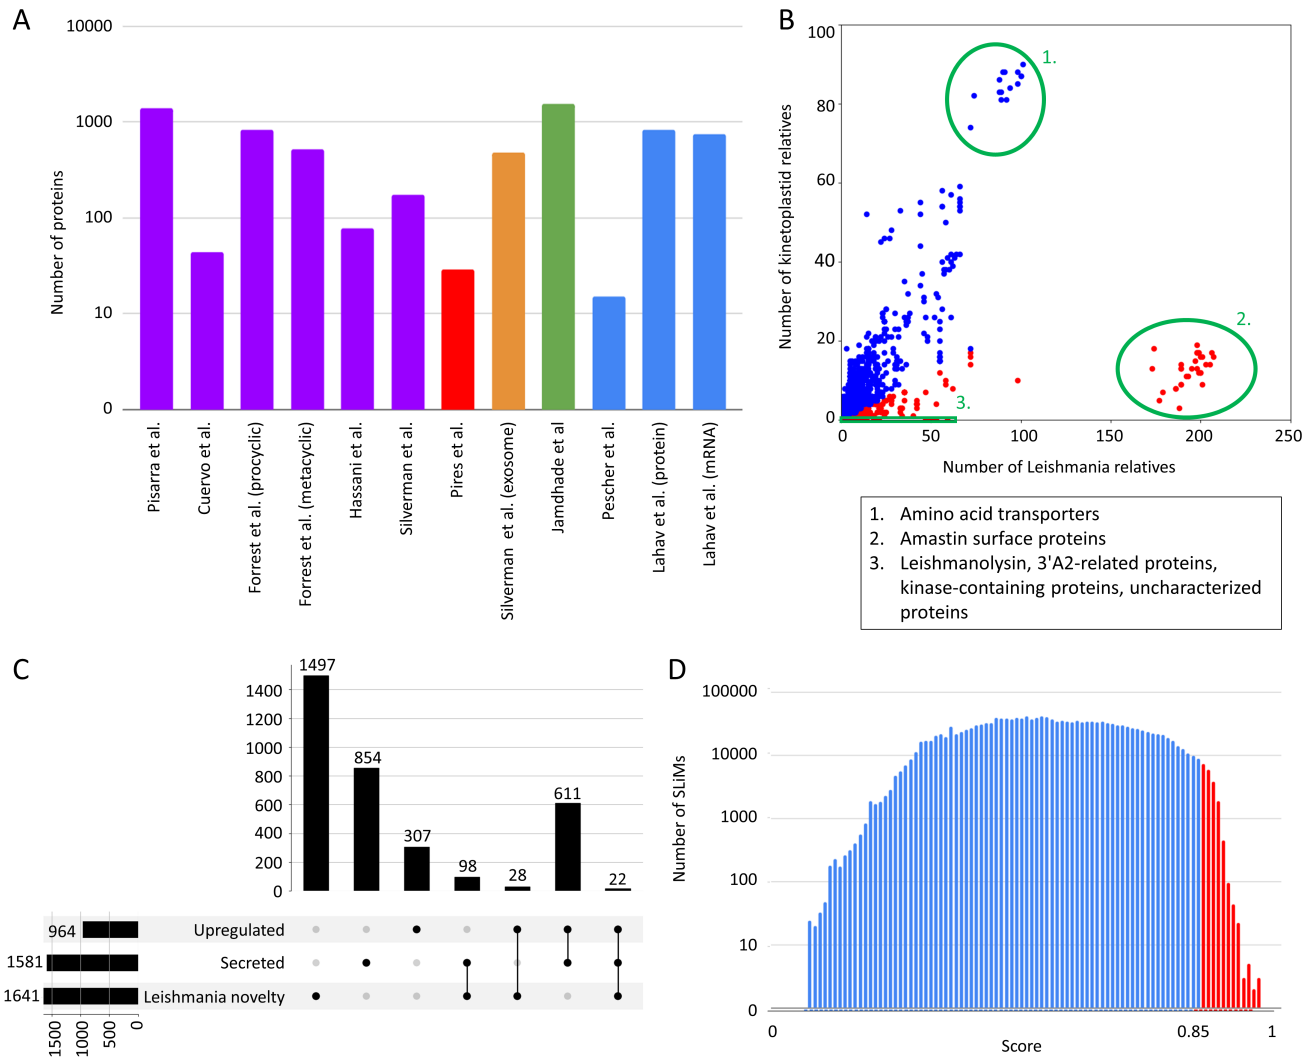 A
10000
1000
100
10
0
Number of proteins
Pisarra et al.
Cuervo et al.
Forrest et al. (procyclic)
Forrest et al. (metacyclic)
Hassani et al.
Silverman et al.
Pires et al.
Silverman et al. (exosome)
Jamdhade et al
Pescher et al.
Lahav et al. (protein)
Lahav et al. (mRNA)
B
100
80
60
40
20
0
Number of kinetoplastid relatives
1.
2.
3.
0
50
100
150
200
250
Number of Leishmania relatives
1. Amino acid transporters
2. Amastin surface proteins
3. Leishmanolysin, 3'A2-related proteins,
kinase-containing proteins, uncharacterized
proteins
C
1400
1200
1000
800
600
400
200
0
1497
854
307
98
28
611
22
964
Upregulated
1581
Secreted
1641
Leishmania novelty
1500
1000
500
0
D
100000
10000
1000
100
10
0
Number of SLiMs
0
0.85
1
Score